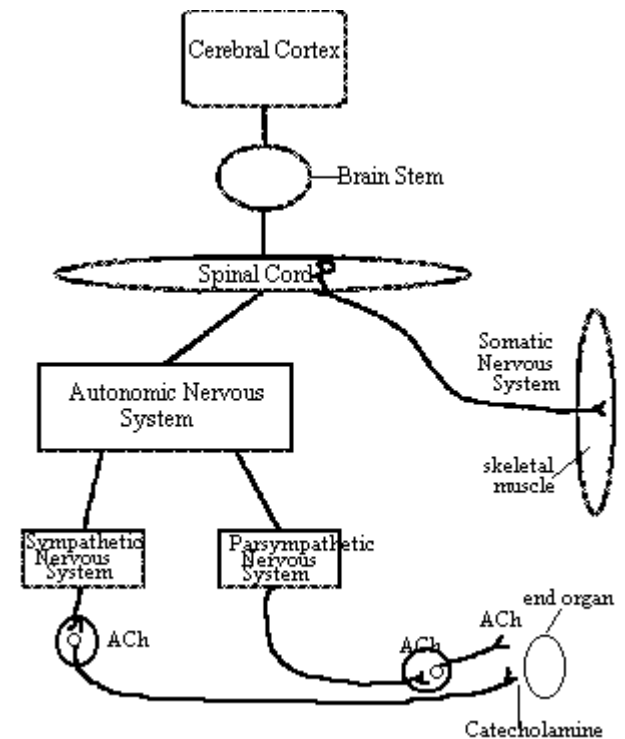 Cerebral Cortex
Brain Stem
Spinal Cord
Somatic
Nervous
System
Autonomic Nervous
System
skeletal
muscle
Sympathetic
Nervous
System
Parsympathetic
Nervous
System
end organ
ACh
ACh
ACh
Catecholamine